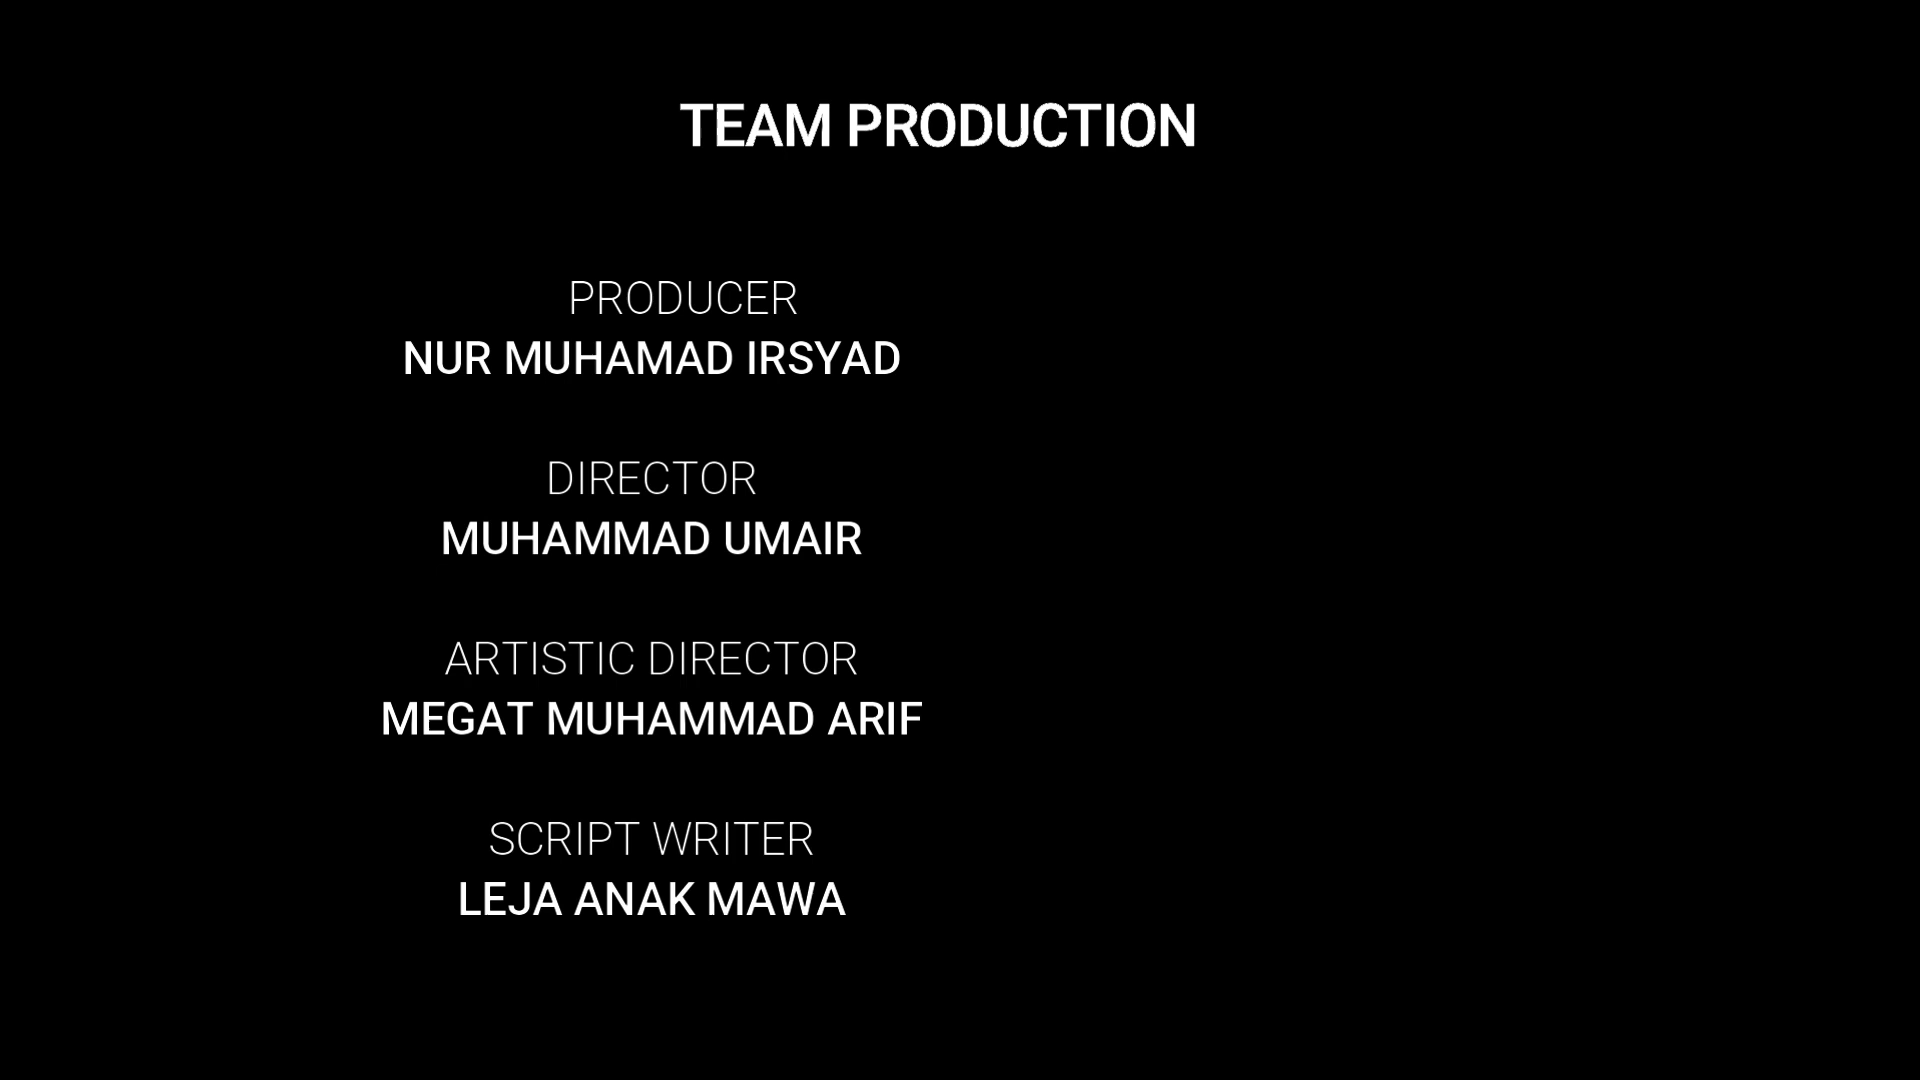 TEAM PRODUCTION
PRODUCER
NUR MUHAMAD IRSYAD
DIRECTOR
MUHAMMAD UMAIR
ARTISTIC DIRECTOR
MEGAT MUHAMMAD ARIF
SCRIPT WRITER
LEJA ANAK MAWA